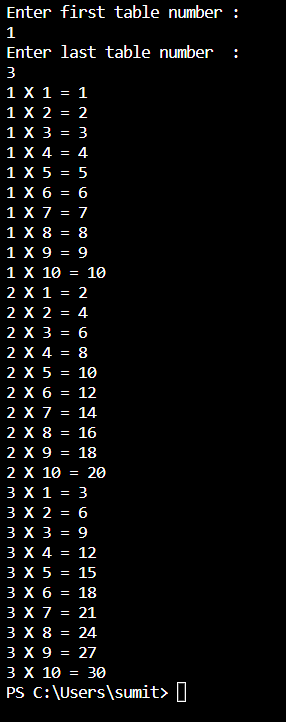 Enter first table number :
1
Enter last table number  :
3
1 X 1 = 1
1 X 2 = 2
1 X 3 = 3
1 X 4 = 4
1 X 5 = 5
1 X 6 = 6
1 X 7 = 7
1 X 8 = 8
1 X 9 = 9
1 X 10 = 10
2 X 1 = 2
2 X 2 = 4
2 X 3 = 6
2 X 4 = 8
2 X 5 = 10
2 X 6 = 12
2 X 7 = 14
2 X 8 = 16
2 X 9 = 18
2 X 10 = 20
3 X 1 = 3
3 X 2 = 6
3 X 3 = 9
3 X 4 = 12
3 X 5 = 15
3 X 6 = 18
3 X 7 = 21
3 X 8 = 24
3 X 9 = 27
3 X 10 = 30
PS C:\Users\sumit>